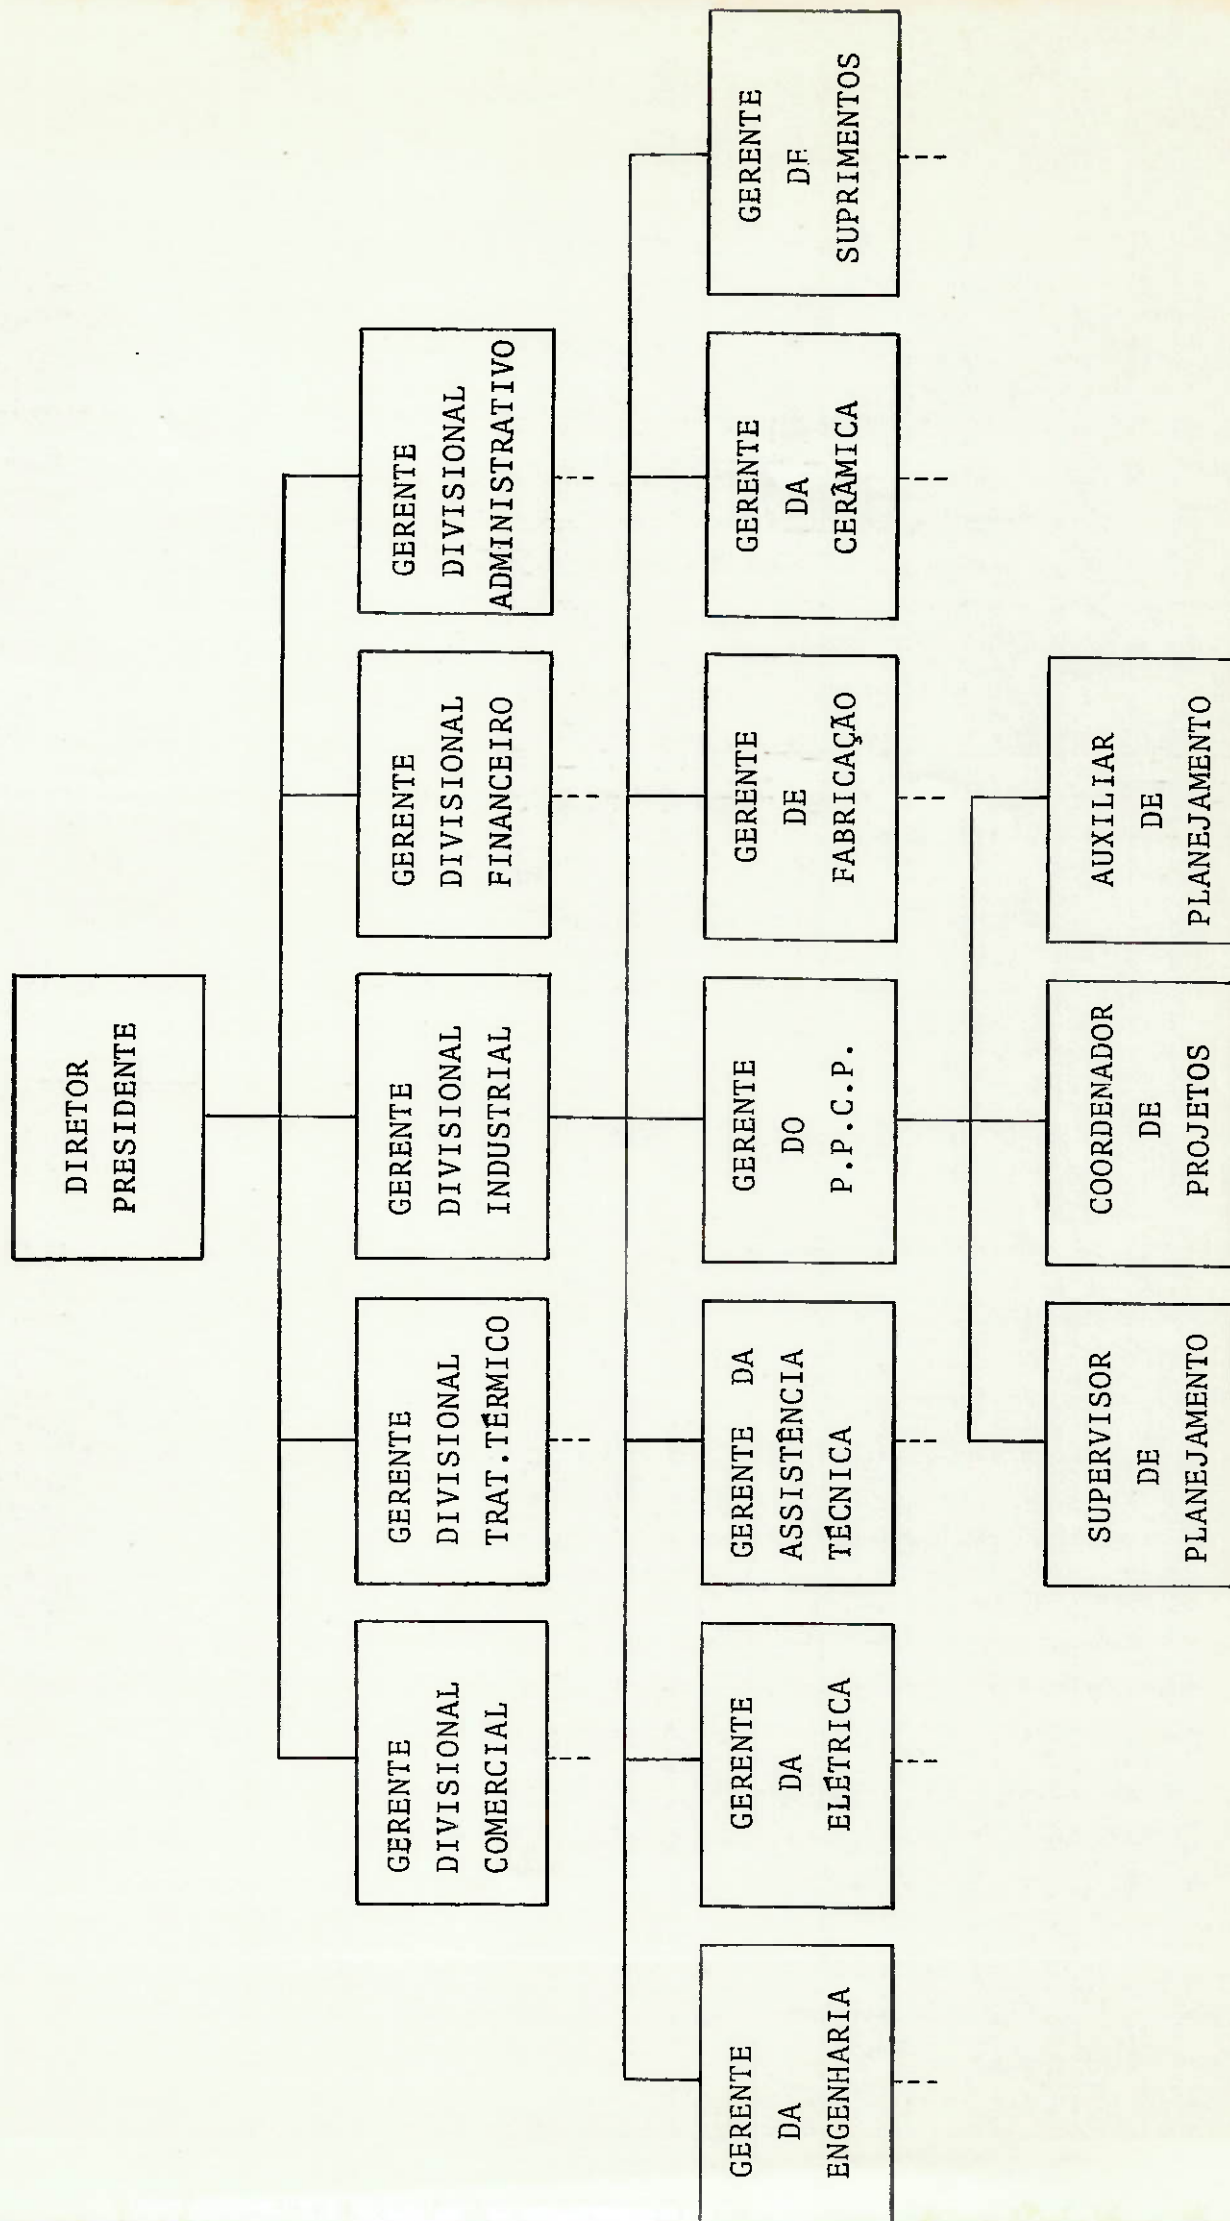 DIRETOR
PRESIDENTE
GERENTE
DIVISIONAL
COMERCIAL
GERENTE
DIVISIONAL
TRAT.TÉRMICO
GERENTE
DIVISIONAL
INDUSTRIAL
GERENTE
DIVISIONAL
FINANCEIRO
GERENTE
DIVISIONAL
ADMINISTRATIVO
GERENTE
DA
ENGENHARIA
GERENTE
DA
ELÉTRICA
GERENTE DA
ASSISTÊNCIA
TÉCNICA
GERENTE
DO
P.P.C.P.
GERENTE
DE
FABRICAÇÃO
GERENTE
DA
CERÂMICA
GERENTE
DE
SUPRIMENTOS
SUPERVISOR
DE
PLANEJAMENTO
COORDENADOR
DE
PROJETOS
AUXILIAR
DE
PLANEJAMENTO